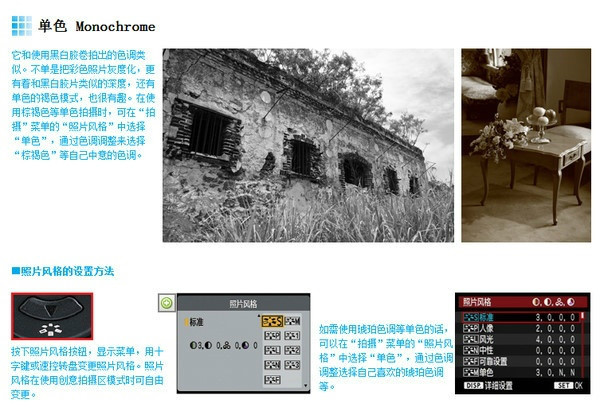 单色 Monochrome
它和使用黑白胶卷拍出的色调类
似。不单是把彩色照片灰度化，更
有着和黑白胶片类似的深度，还有
单色的褐色模式，也很有趣。在使
用棕褐色等单色拍摄时，可在“拍
摄”菜单的“照片风格”中选择
“单色”，通过色调调整来选择
“棕褐色”等自己中意的色调。
■照片风格的设置方法
按下照片风格按钮，显示菜单，用十
字键或速控转盘变更照片风格。照片
风格在使用创意拍摄区模式时可自由
变更。
照片风格
标准
3, 0, 0, 0
如需使用琥珀色调等单色的话，
可以在“拍摄”菜单的“照片风
格”中选择“单色”，通过色调
调整选择自己喜欢的琥珀色调
等。
照片风格
标准 3, 0, 0, 0
人像 2, 0, 0, 0
风光 4, 0, 0, 0
中性 0, 0, 0, 0
可靠设置 0, 0, 0, 0
单色 3, 0, N, N
DISP 详细设置 SET OK